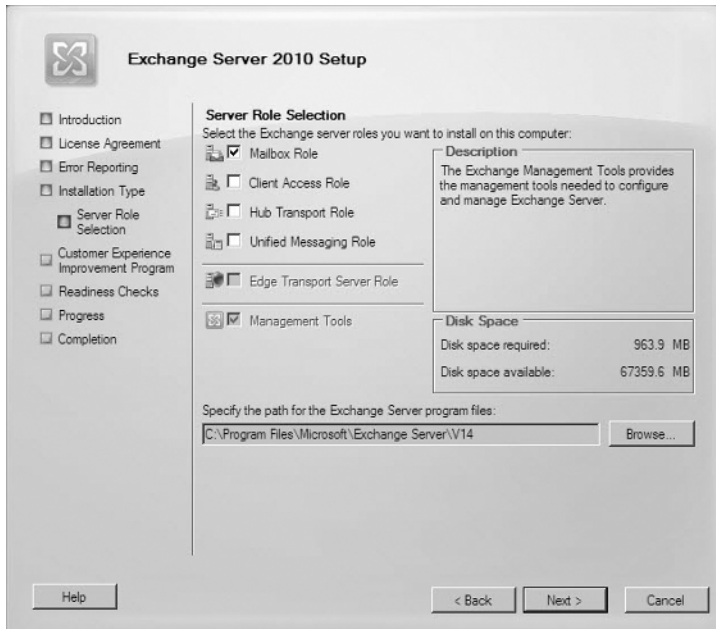 Exchange Server 2010 Setup
Introduction
License Agreement
Error Reporting
Installation Type
Server Role
Selection
Customer Experience
Improvement Program
Readiness Checks
Progress
Completion
Server Role Selection
Select the Exchange server roles you want to install on this computer:
Mailbox Role
Client Access Role
Hub Transport Role
Unified Messaging Role
Edge Transport Server Role
Management Tools
Description
The Exchange Management Tools provides
the management tools needed to configure
and manage Exchange Server.
Disk Space
Disk space required: 963.9 MB
Disk space available: 67359.6 MB
Specify the path for the Exchange Server program files:
C:\Program Files\Microsoft\Exchange Server\V14
Browse...
Help
< Back
Next >
Cancel